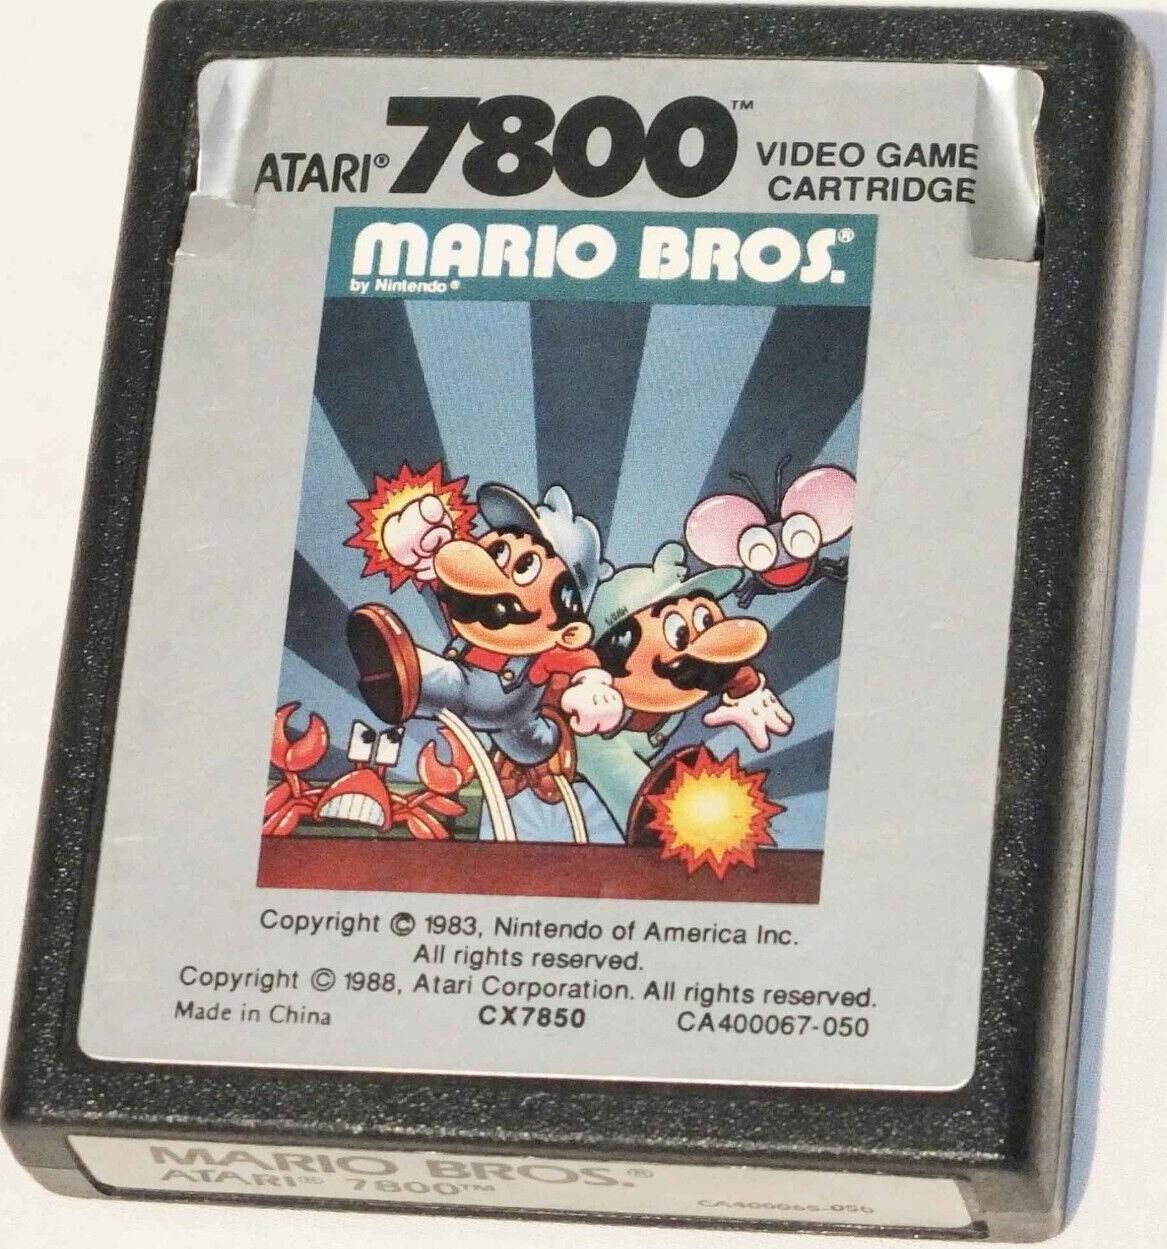 ATARI® 7800™ VIDEO GAME
CARTRIDGE
MARIO BROS.®
by Nintendo®
Copyright © 1983, Nintendo of America Inc.
All rights reserved.
Copyright © 1988, Atari Corporation. All rights reserved.
Made in China CX7850 CA400067-050
MARIO BROS.®
ATARI® 7800™